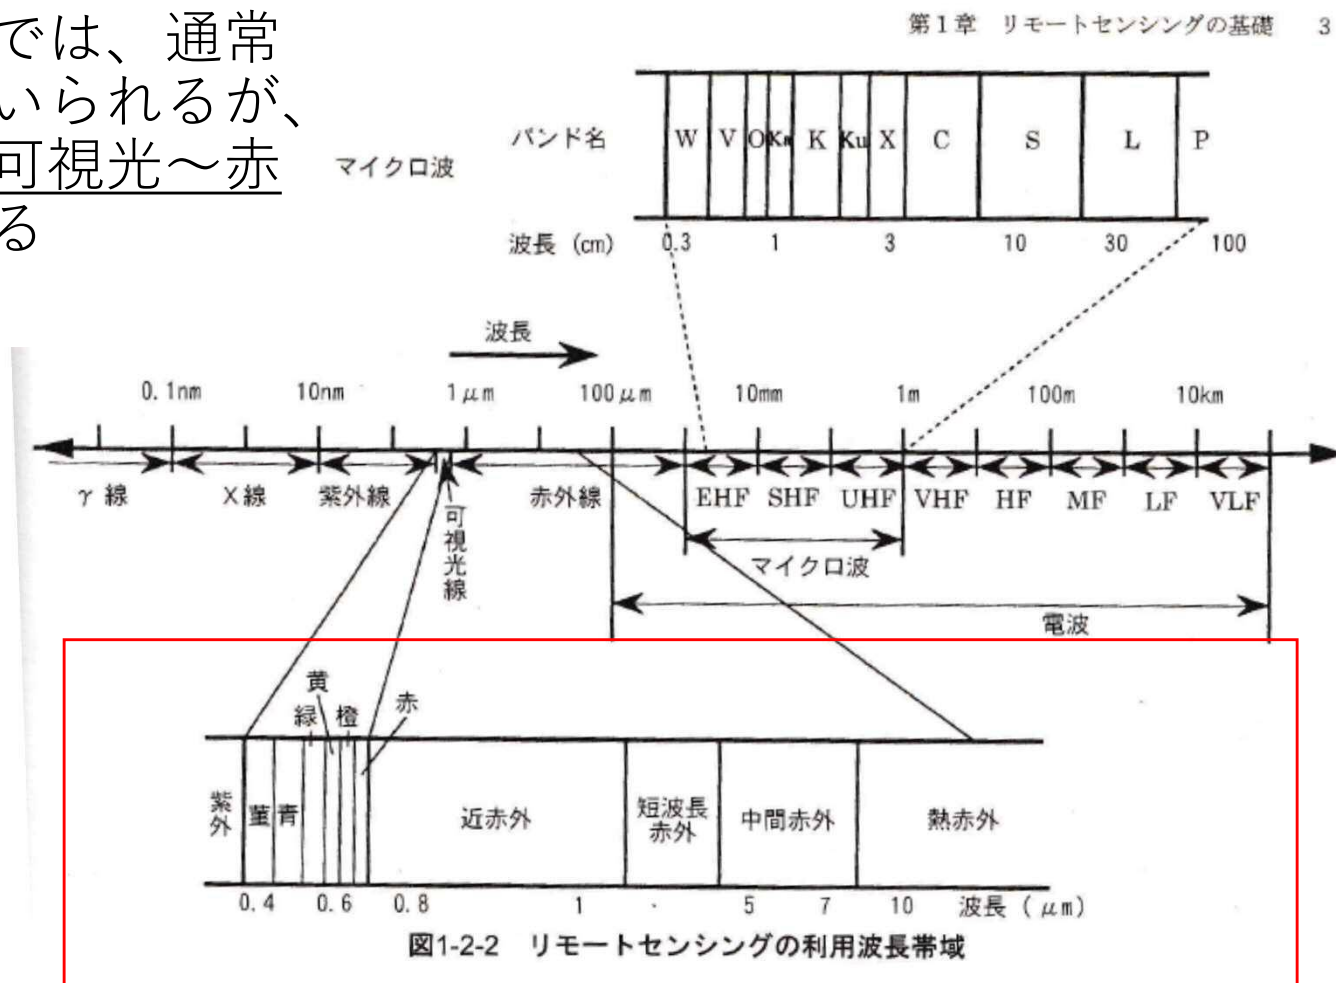 では、通常
いられるが、
可視光～赤
る
第1章 リモートセンシングの基礎 3
バンド名 W V O Ka K Ku X C S L P
マイクロ波
波長 (cm) 0.3 1 3 10 30 100
波長
0.1nm 10nm 1μm 100μm 10mm 1m 100m 10km
γ線 X線 紫外線 可視光線 赤外線 EHF SHF UHF VHF HF MF LF VLF
マイクロ波
電波
黄
緑 橙 赤
紫外 菫 青 近赤外 短波長赤外 中間赤外 熱赤外
0.4 0.6 0.8 1 5 7 10 波長 (μm)
図1-2-2 リモートセンシングの利用波長帯域